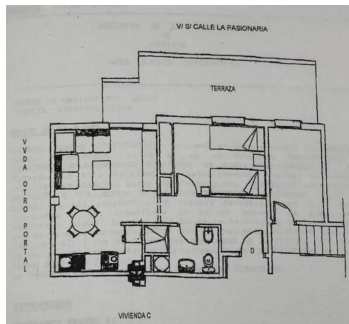 V/ S/ CALLE LA PASIONARIA
TERRAZA
VVDA OTRO PORTAL
D
VIVIENDA C